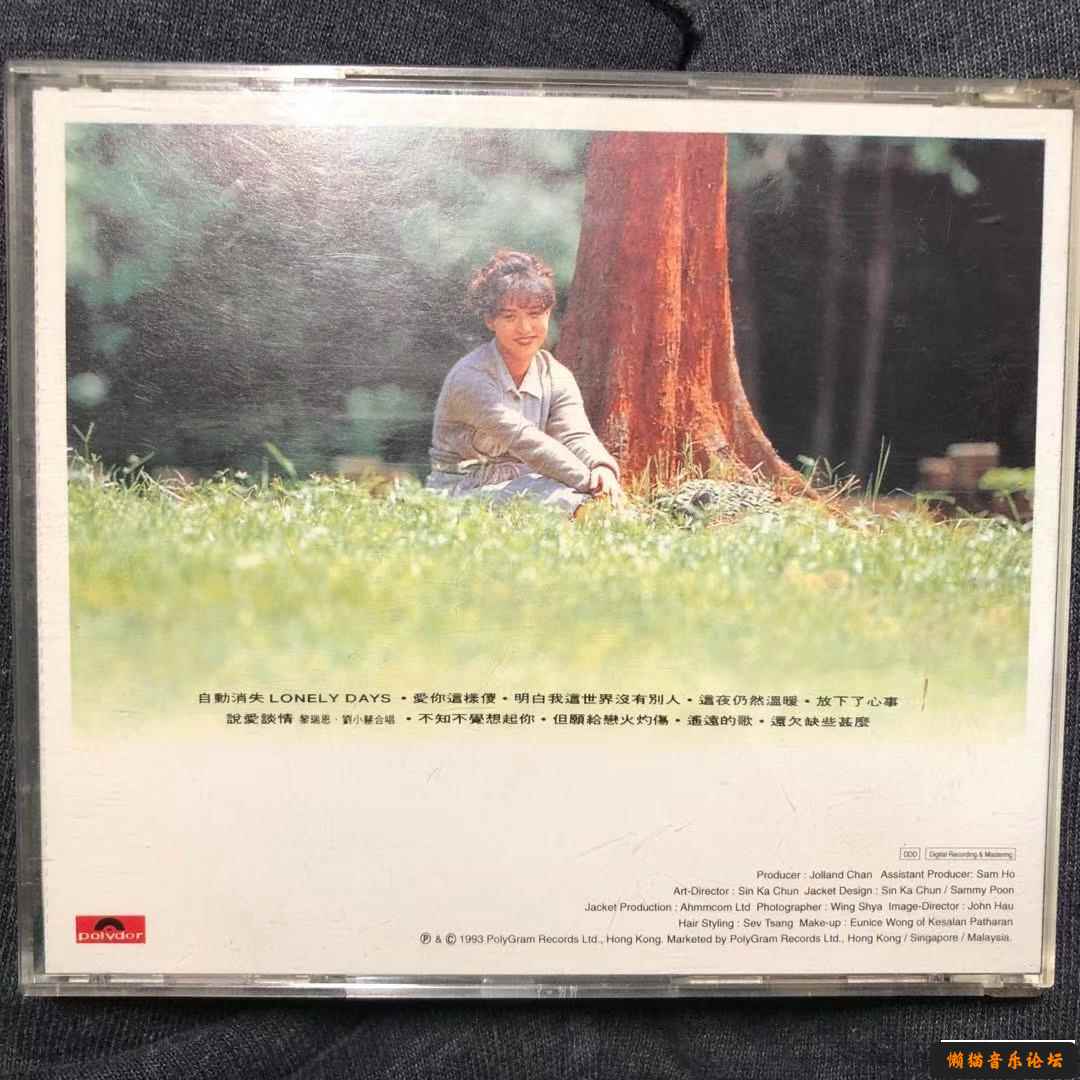 自動消失 LONELY DAYS・愛你這樣傻・明白我這世界沒有別人・這夜仍然溫暖・放下了心事
說愛談情 黎瑞恩・劉小慧合唱・不知不覺想起你・但願給戀火灼傷・遙遠的歌・還欠缺些甚麼
DDD Digital Recording & Mastering
Producer : Jolland Chan Assistant Producer: Sam Ho
Art-Director : Sin Ka Chun Jacket Design : Sin Ka Chun / Sammy Poon
Jacket Production : Ahmmcom Ltd Photographer : Wing Shya Image-Director : John Hau
Hair Styling : Sev Tsang Make-up : Eunice Wong of Kesalan Patharan
polydor
Ⓟ & © 1993 PolyGram Records Ltd., Hong Kong. Marketed by PolyGram Records Ltd., Hong Kong / Singapore / Malaysia.
懒猫音乐论坛